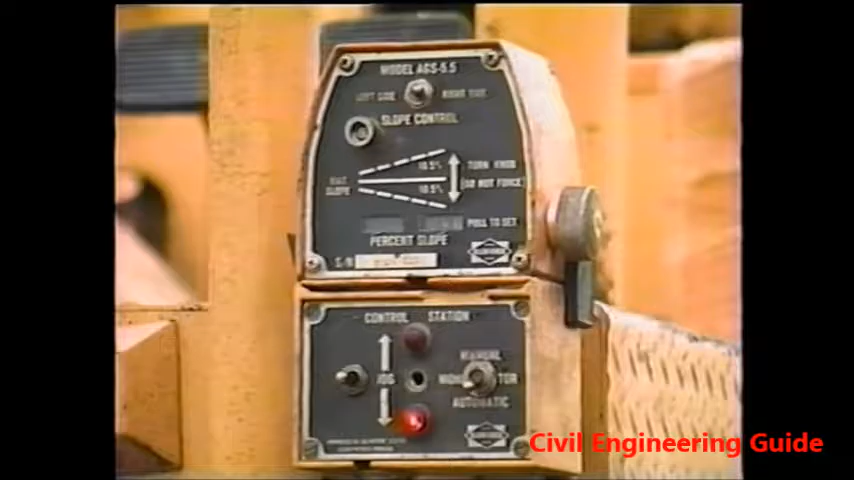 MODEL AGS-5.5
LEFT SIDE RIGHT SIDE
SLOPE CONTROL
10.5% TURN KNOB
(DO NOT FORCE)
SLOPE 10.5%
PULL TO SET
PERCENT SLOPE
S/N
CONTROL STATION
MANUAL
JOG MONITOR
AUTOMATIC
Civil Engineering Guide